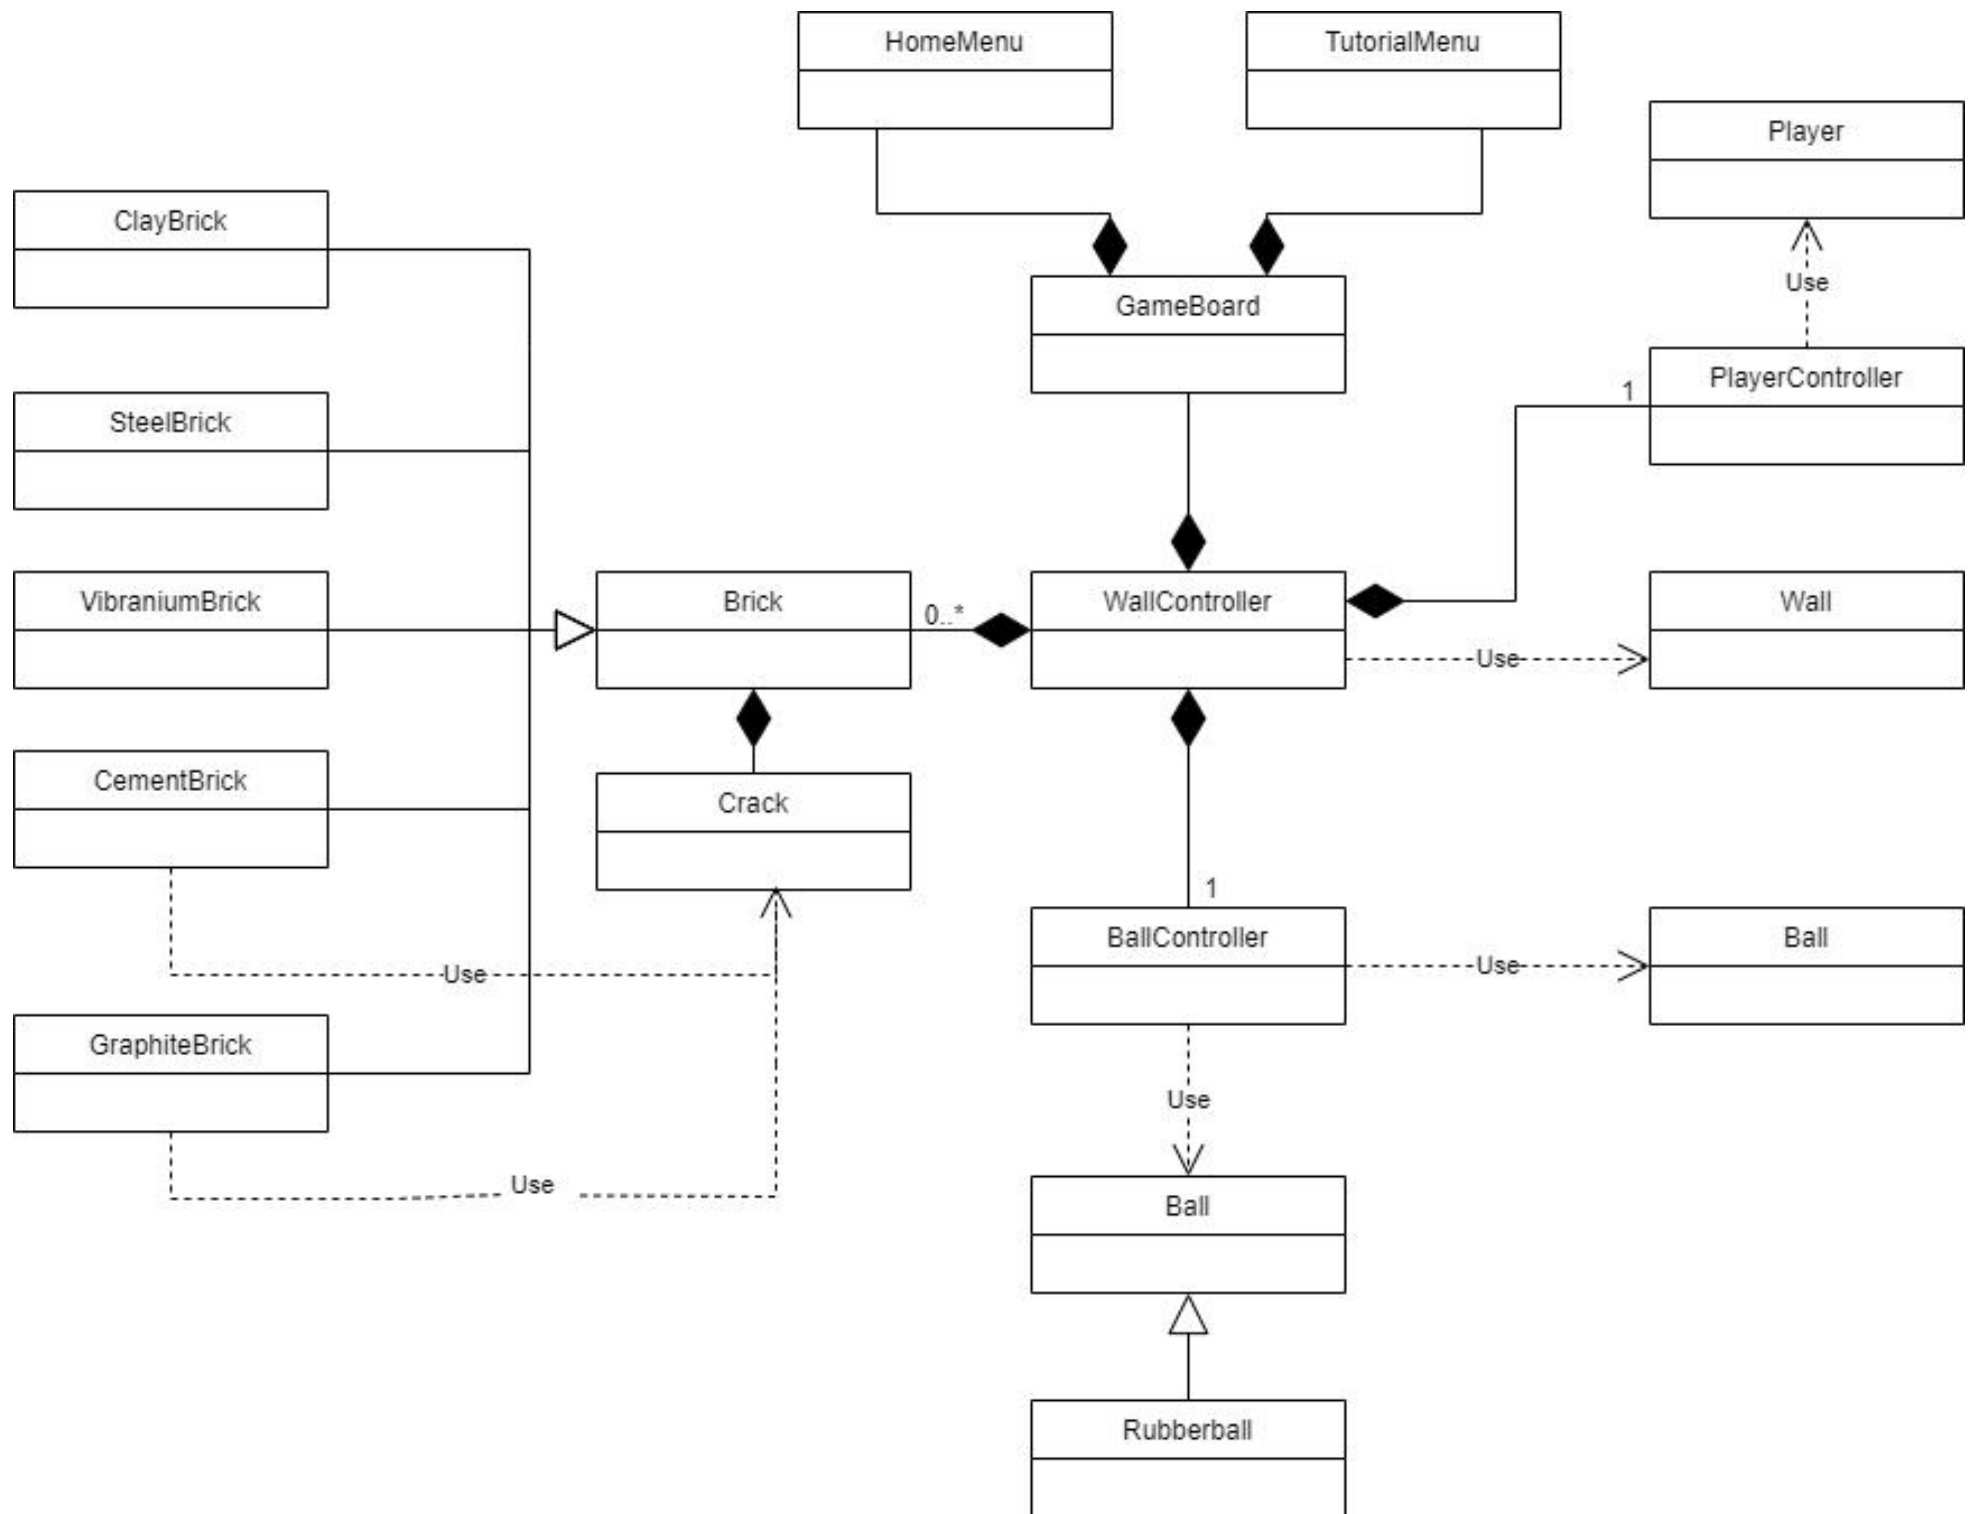 HomeMenu
TutorialMenu
Player
ClayBrick
Use
GameBoard
PlayerController
1
SteelBrick
VibraniumBrick
Brick
0..*
WallController
Wall
Use
CementBrick
Crack
1
BallController
Use
Ball
Use
GraphiteBrick
Use
Use
Ball
Rubberball